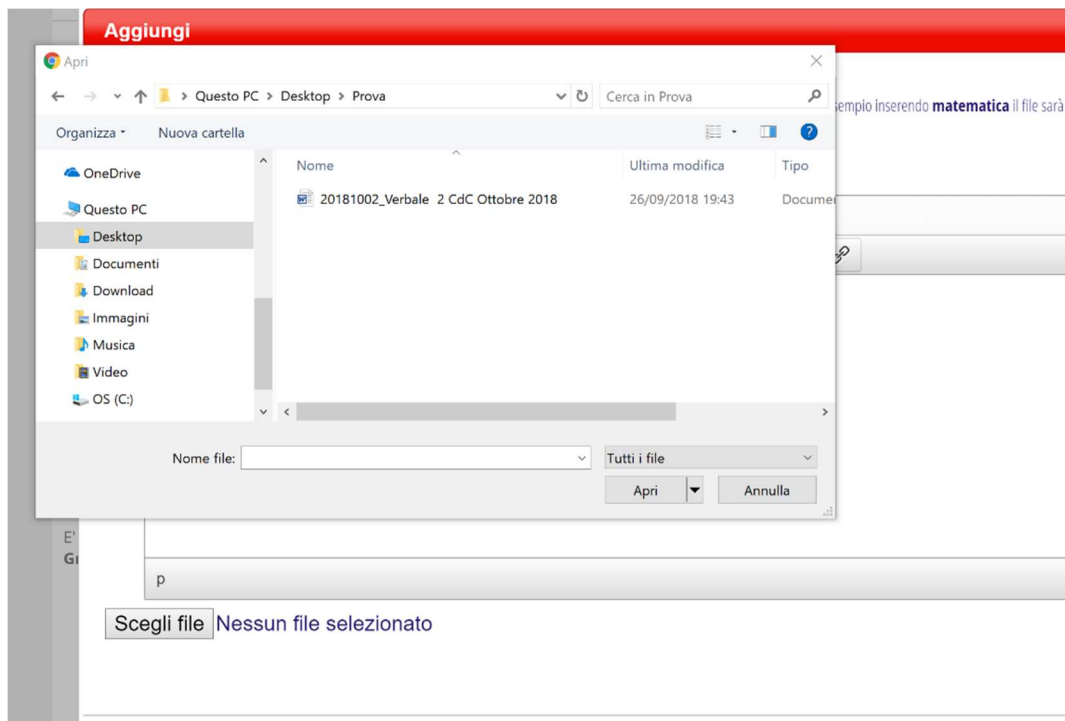 Aggiungi
Apri
Questo PC > Desktop > Prova
Cerca in Prova
sempio inserendo matematica il file sarà
Organizza
Nuova cartella
?
OneDrive
Questo PC
Desktop
Documenti
Download
Immagini
Musica
Video
OS (C:)
Nome
Ultima modifica
Tipo
20181002_Verbale 2 CdC Ottobre 2018
26/09/2018 19:43
Docume
Nome file:
Tutti i file
Apri
Annulla
E'
p
Scegli file
Nessun file selezionato